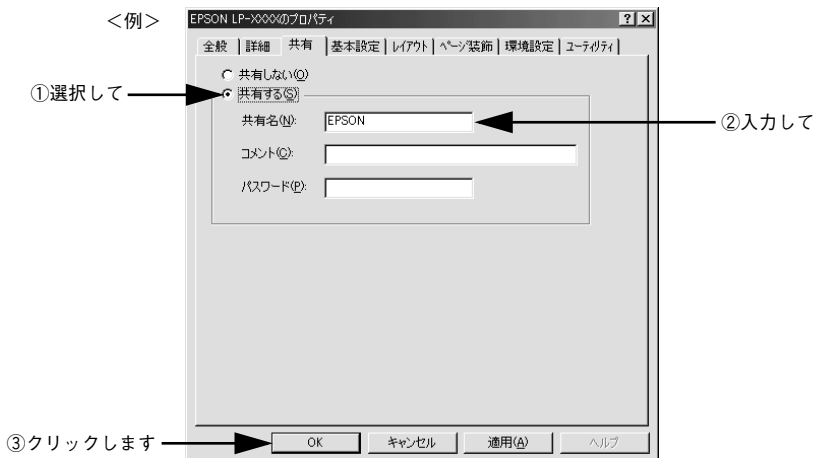 ＜例＞
EPSON LP-XXXXのプロパティ
全般 詳細 共有 基本設定 レイアウト ページ装飾 環境設定 ユーティリティ
共有しない(O)
①選択して
共有する(S)
共有名(N): EPSON
②入力して
コメント(C):
パスワード(P):
③クリックします
OK キャンセル 適用(A) ヘルプ